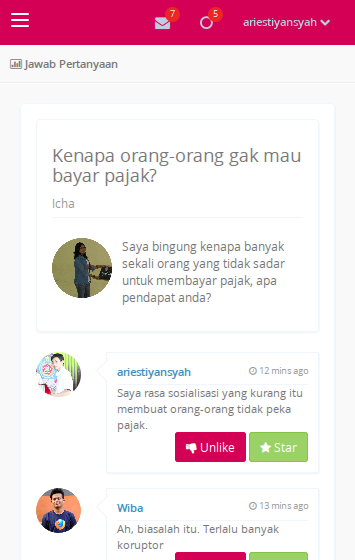 7
5
ariestiyansyah
Jawab Pertanyaan
Kenapa orang-orang gak mau
bayar pajak?
Icha
Saya bingung kenapa banyak
sekali orang yang tidak sadar
untuk membayar pajak, apa
pendapat anda?
ariestiyansyah
12 mins ago
Saya rasa sosialisasi yang kurang itu
membuat orang-orang tidak peka
pajak.
Unlike
Star
Wiba
13 mins ago
Ah, biasalah itu. Terlalu banyak
koruptor